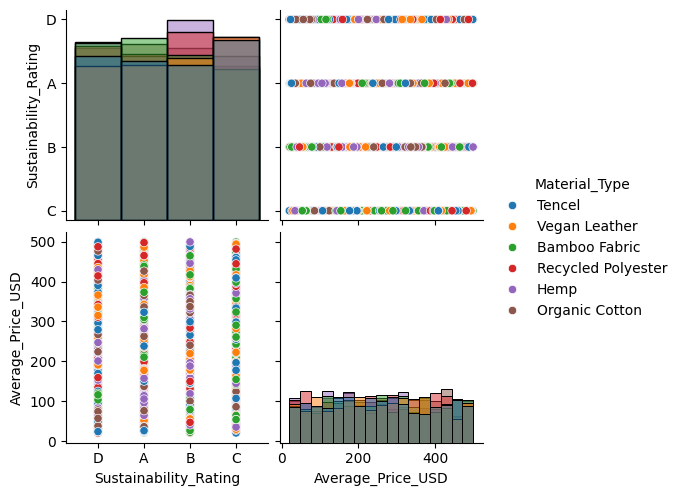 Sustainability_Rating
D
A
B
C
Average_Price_USD
500
400
300
200
100
0
D A B C
Sustainability_Rating
0 200 400
Average_Price_USD
Material_Type
Tencel
Vegan Leather
Bamboo Fabric
Recycled Polyester
Hemp
Organic Cotton